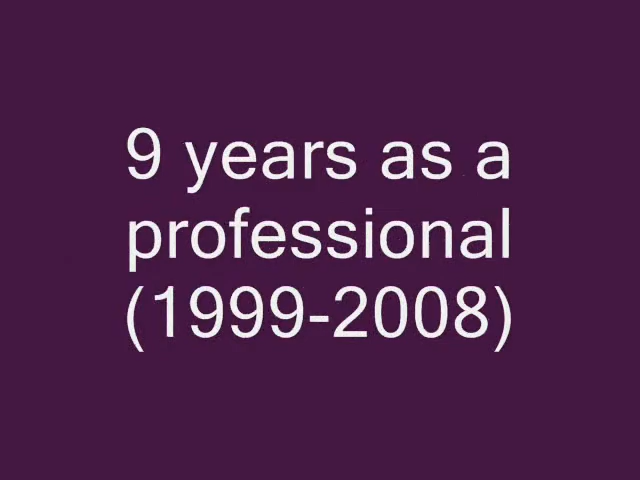 9 years as a
professional
(1999-2008)